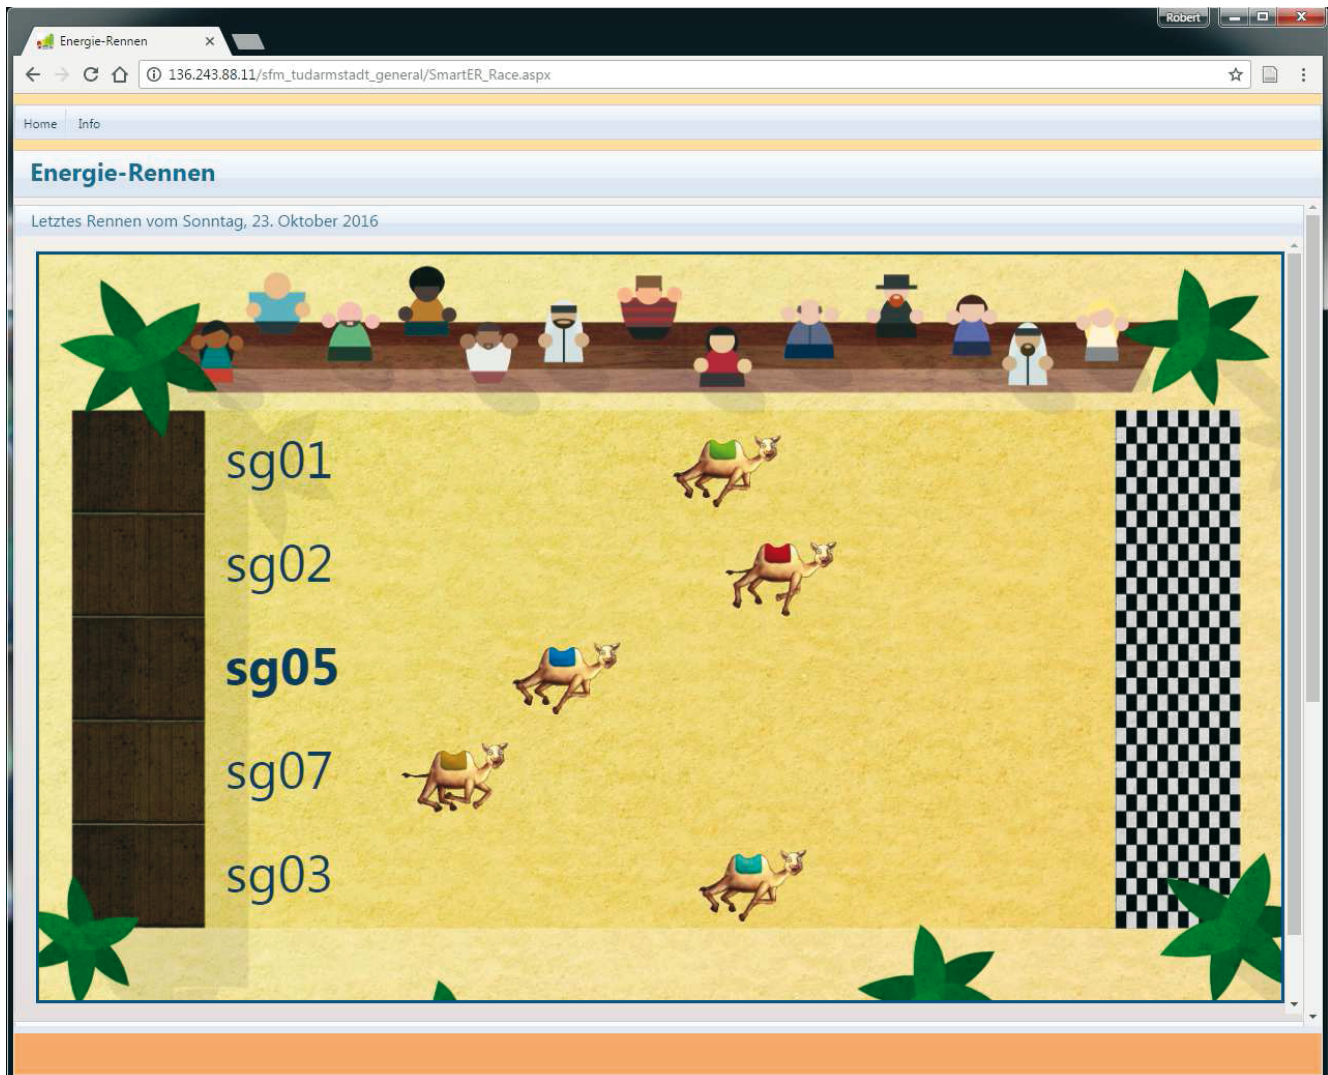 Robert
Energie-Rennen
136.243.88.11/sfm_tudarmstadt_general/SmartER_Race.aspx
Home Info
Energie-Rennen
Letztes Rennen vom Sonntag, 23. Oktober 2016
sg01
sg02
sg05
sg07
sg03